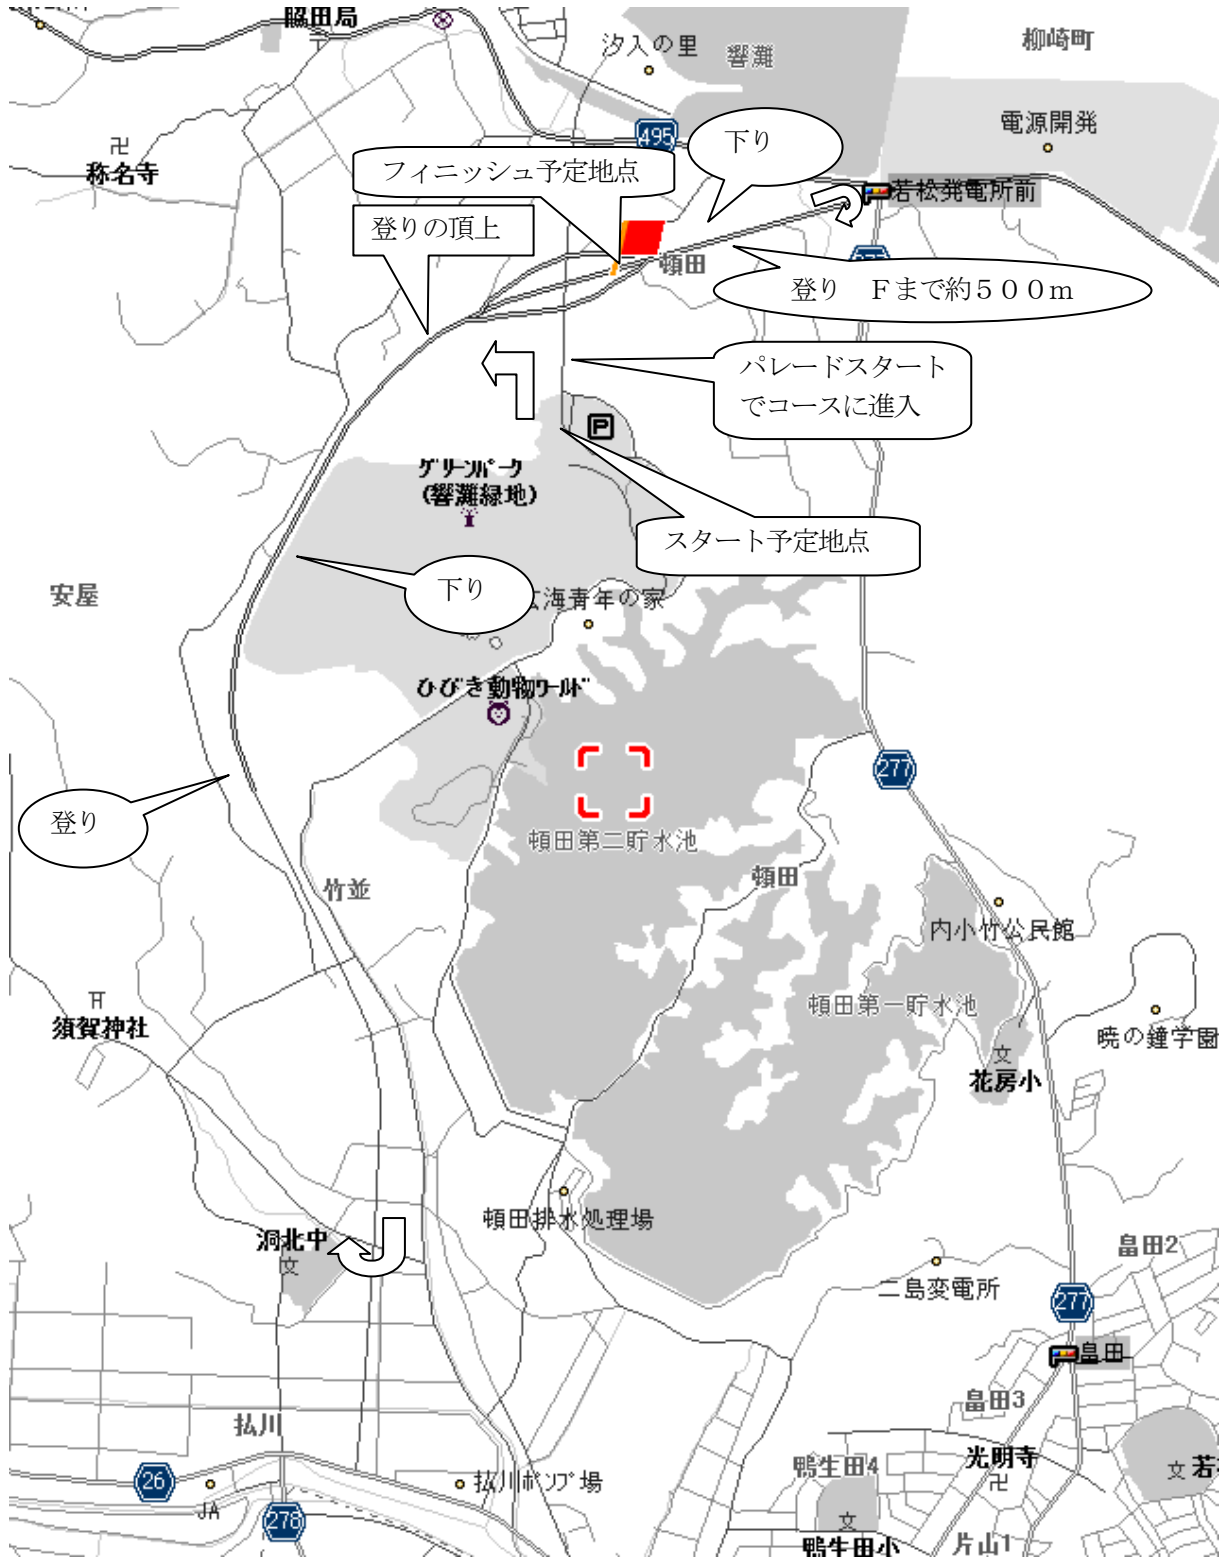 脇田局
汐入の里
響灘
柳崎町
電源開発
卍
称名寺
495
下り
フィニッシュ予定地点
若松発電所前
登りの頂上
頓田
登り Fまで約500m
パレードスタート
でコースに進入
P
グリーンパーク
(響灘緑地)
スタート予定地点
安屋
下り
海青年の家
ひびき動物ワールド
277
登り
頓田第二貯水池
頓田
竹並
内小竹公民館
須賀神社
頓田第一貯水池
暁の鐘学園
文
花房小
頓田排水処理場
洞北中
文
畠田2
二島変電所
277
畠田
畠田3
払川
鴨生田4
光明寺
卍
26
JA
払川ポンプ場
文
若
278
文
鴨生田小
片山1